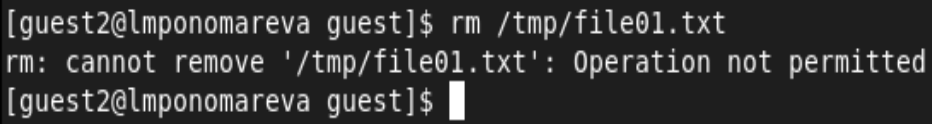 [guest2@lmponomareva guest]$ rm /tmp/file01.txt
rm: cannot remove '/tmp/file01.txt': Operation not permitted
[guest2@lmponomareva guest]$